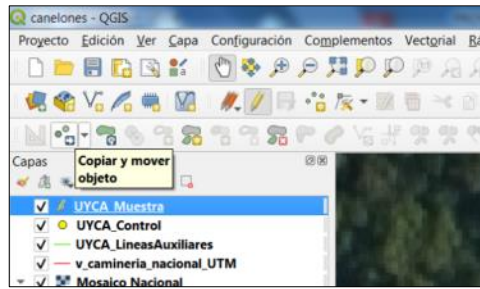 canelones - QGIS
Proyecto Edición Ver Capa Configuración Complementos Vectorial
Copiar y mover
objeto
Capas
UYCA_Muestra
UYCA_Control
UYCA_LineasAuxiliares
v_camineria_nacional_UTM
Mosaico Nacional